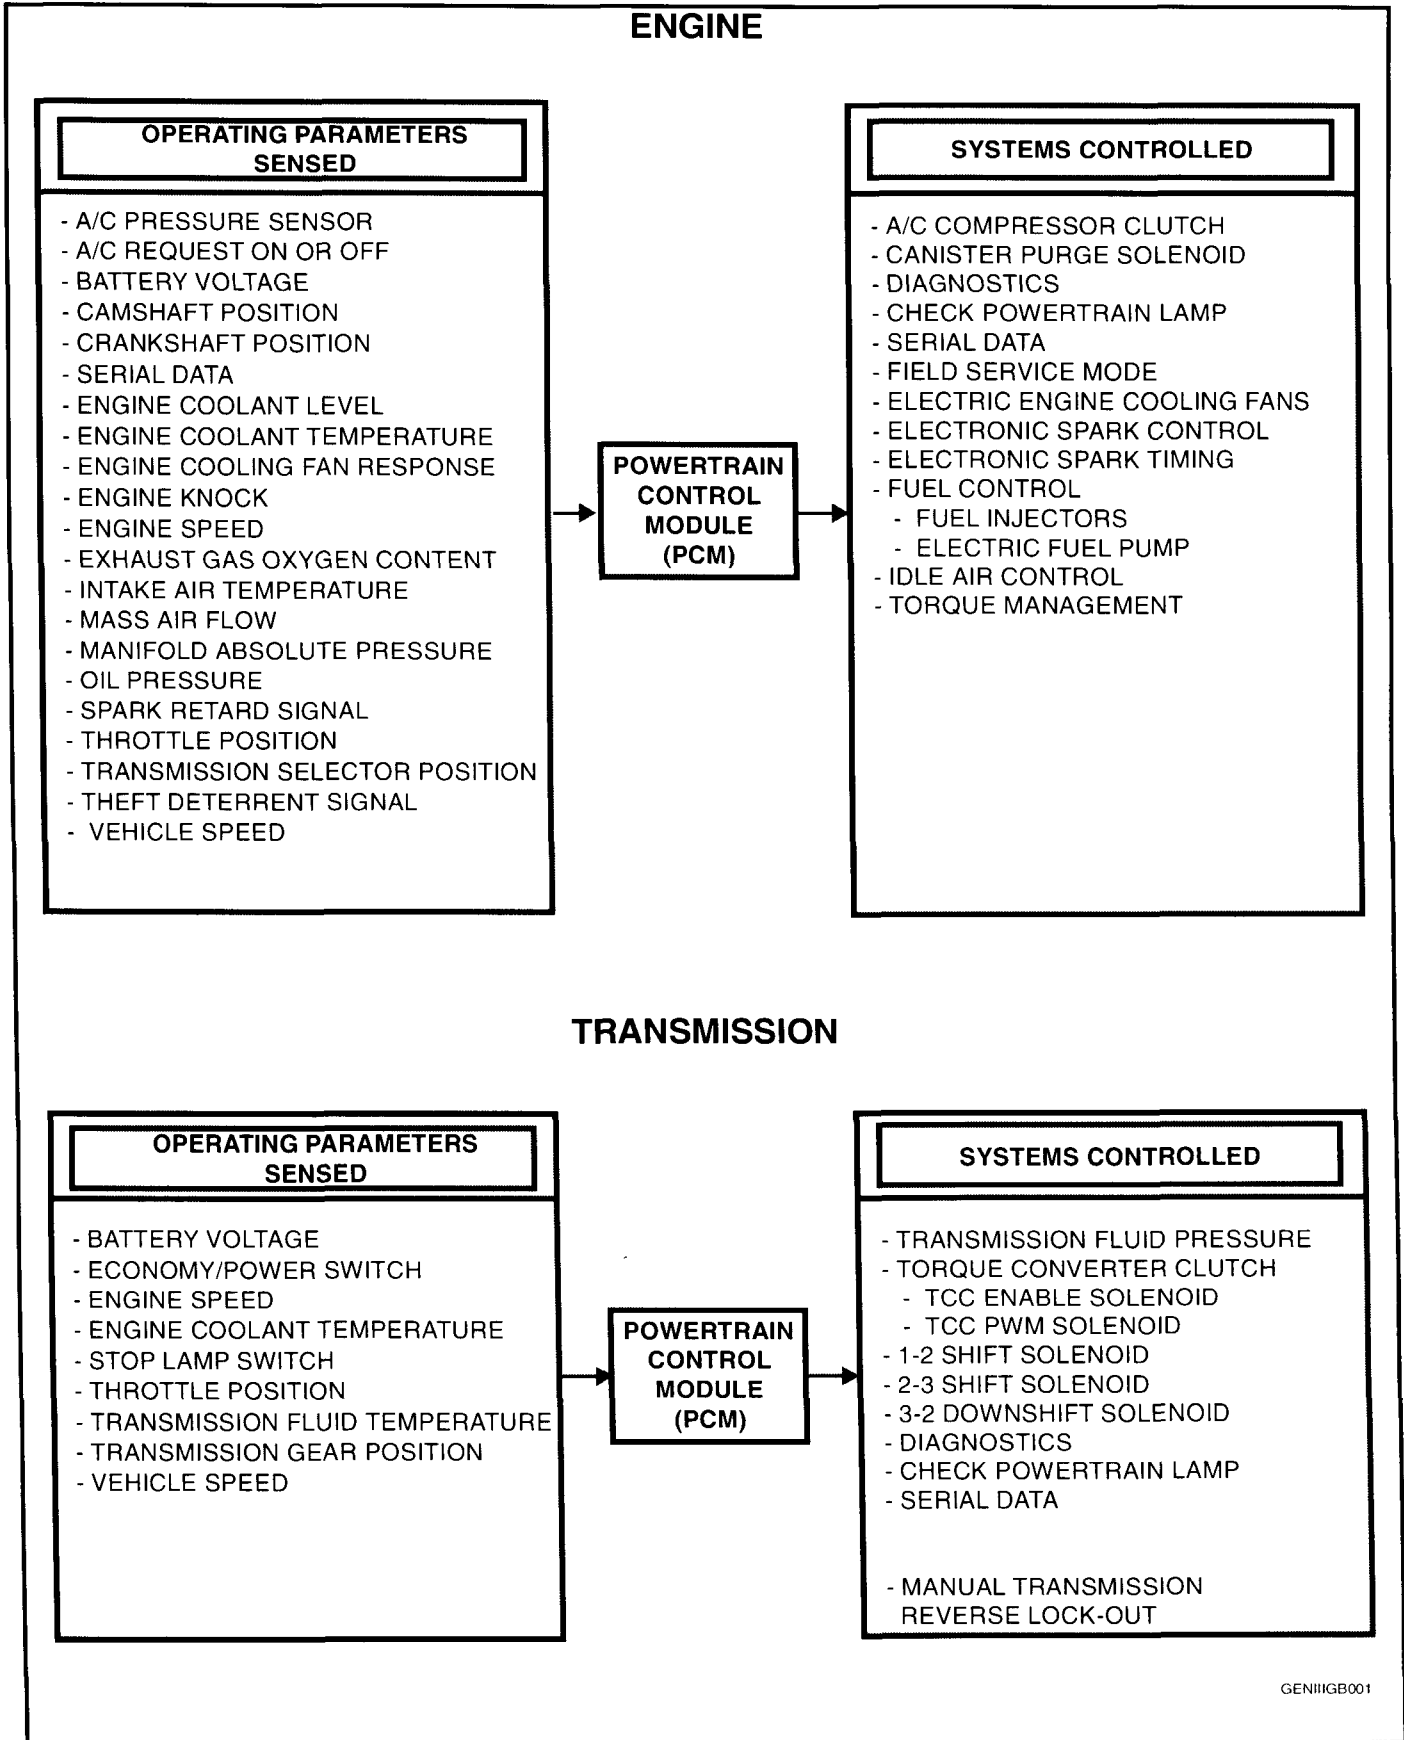 ENGINE
OPERATING PARAMETERS
SENSED
- A/C PRESSURE SENSOR
- A/C REQUEST ON OR OFF
- BATTERY VOLTAGE
- CAMSHAFT POSITION
- CRANKSHAFT POSITION
- SERIAL DATA
- ENGINE COOLANT LEVEL
- ENGINE COOLANT TEMPERATURE
- ENGINE COOLING FAN RESPONSE
- ENGINE KNOCK
- ENGINE SPEED
- EXHAUST GAS OXYGEN CONTENT
- INTAKE AIR TEMPERATURE
- MASS AIR FLOW
- MANIFOLD ABSOLUTE PRESSURE
- OIL PRESSURE
- SPARK RETARD SIGNAL
- THROTTLE POSITION
- TRANSMISSION SELECTOR POSITION
- THEFT DETERRENT SIGNAL
- VEHICLE SPEED
POWERTRAIN
CONTROL
MODULE
(PCM)
SYSTEMS CONTROLLED
- A/C COMPRESSOR CLUTCH
- CANISTER PURGE SOLENOID
- DIAGNOSTICS
- CHECK POWERTRAIN LAMP
- SERIAL DATA
- FIELD SERVICE MODE
- ELECTRIC ENGINE COOLING FANS
- ELECTRONIC SPARK CONTROL
- ELECTRONIC SPARK TIMING
- FUEL CONTROL
- FUEL INJECTORS
- ELECTRIC FUEL PUMP
- IDLE AIR CONTROL
- TORQUE MANAGEMENT
TRANSMISSION
OPERATING PARAMETERS
SENSED
- BATTERY VOLTAGE
- ECONOMY/POWER SWITCH
- ENGINE SPEED
- ENGINE COOLANT TEMPERATURE
- STOP LAMP SWITCH
- THROTTLE POSITION
- TRANSMISSION FLUID TEMPERATURE
- TRANSMISSION GEAR POSITION
- VEHICLE SPEED
POWERTRAIN
CONTROL
MODULE
(PCM)
SYSTEMS CONTROLLED
- TRANSMISSION FLUID PRESSURE
- TORQUE CONVERTER CLUTCH
- TCC ENABLE SOLENOID
- TCC PWM SOLENOID
- 1-2 SHIFT SOLENOID
- 2-3 SHIFT SOLENOID
- 3-2 DOWNSHIFT SOLENOID
- DIAGNOSTICS
- CHECK POWERTRAIN LAMP
- SERIAL DATA
- MANUAL TRANSMISSION
REVERSE LOCK-OUT
GENIIIGB001